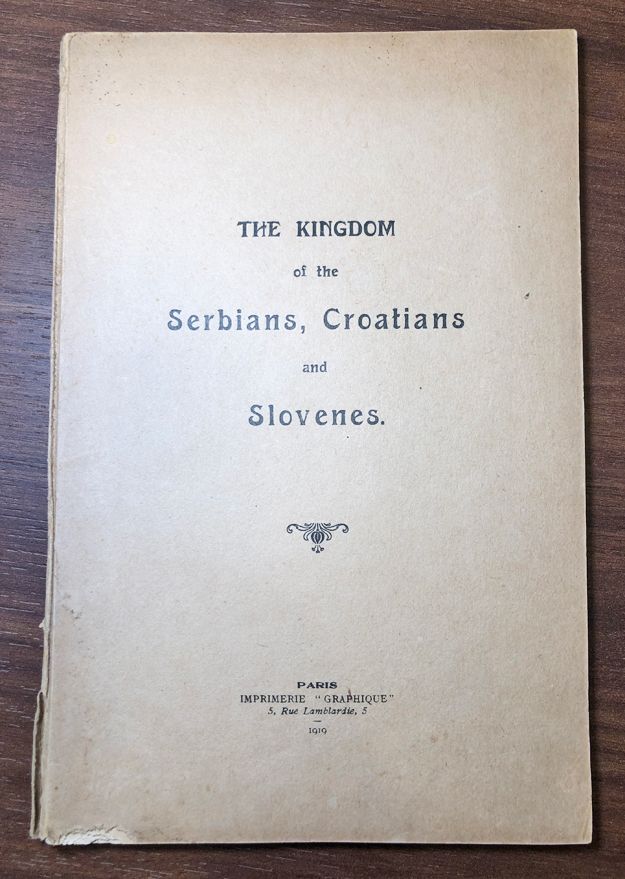 THE KINGDOM
of the
Serbians, Croatians
and
Slovenes.
PARIS
IMPRIMERIE "GRAPHIQUE"
5, Rue Lamblardie, 5
1919